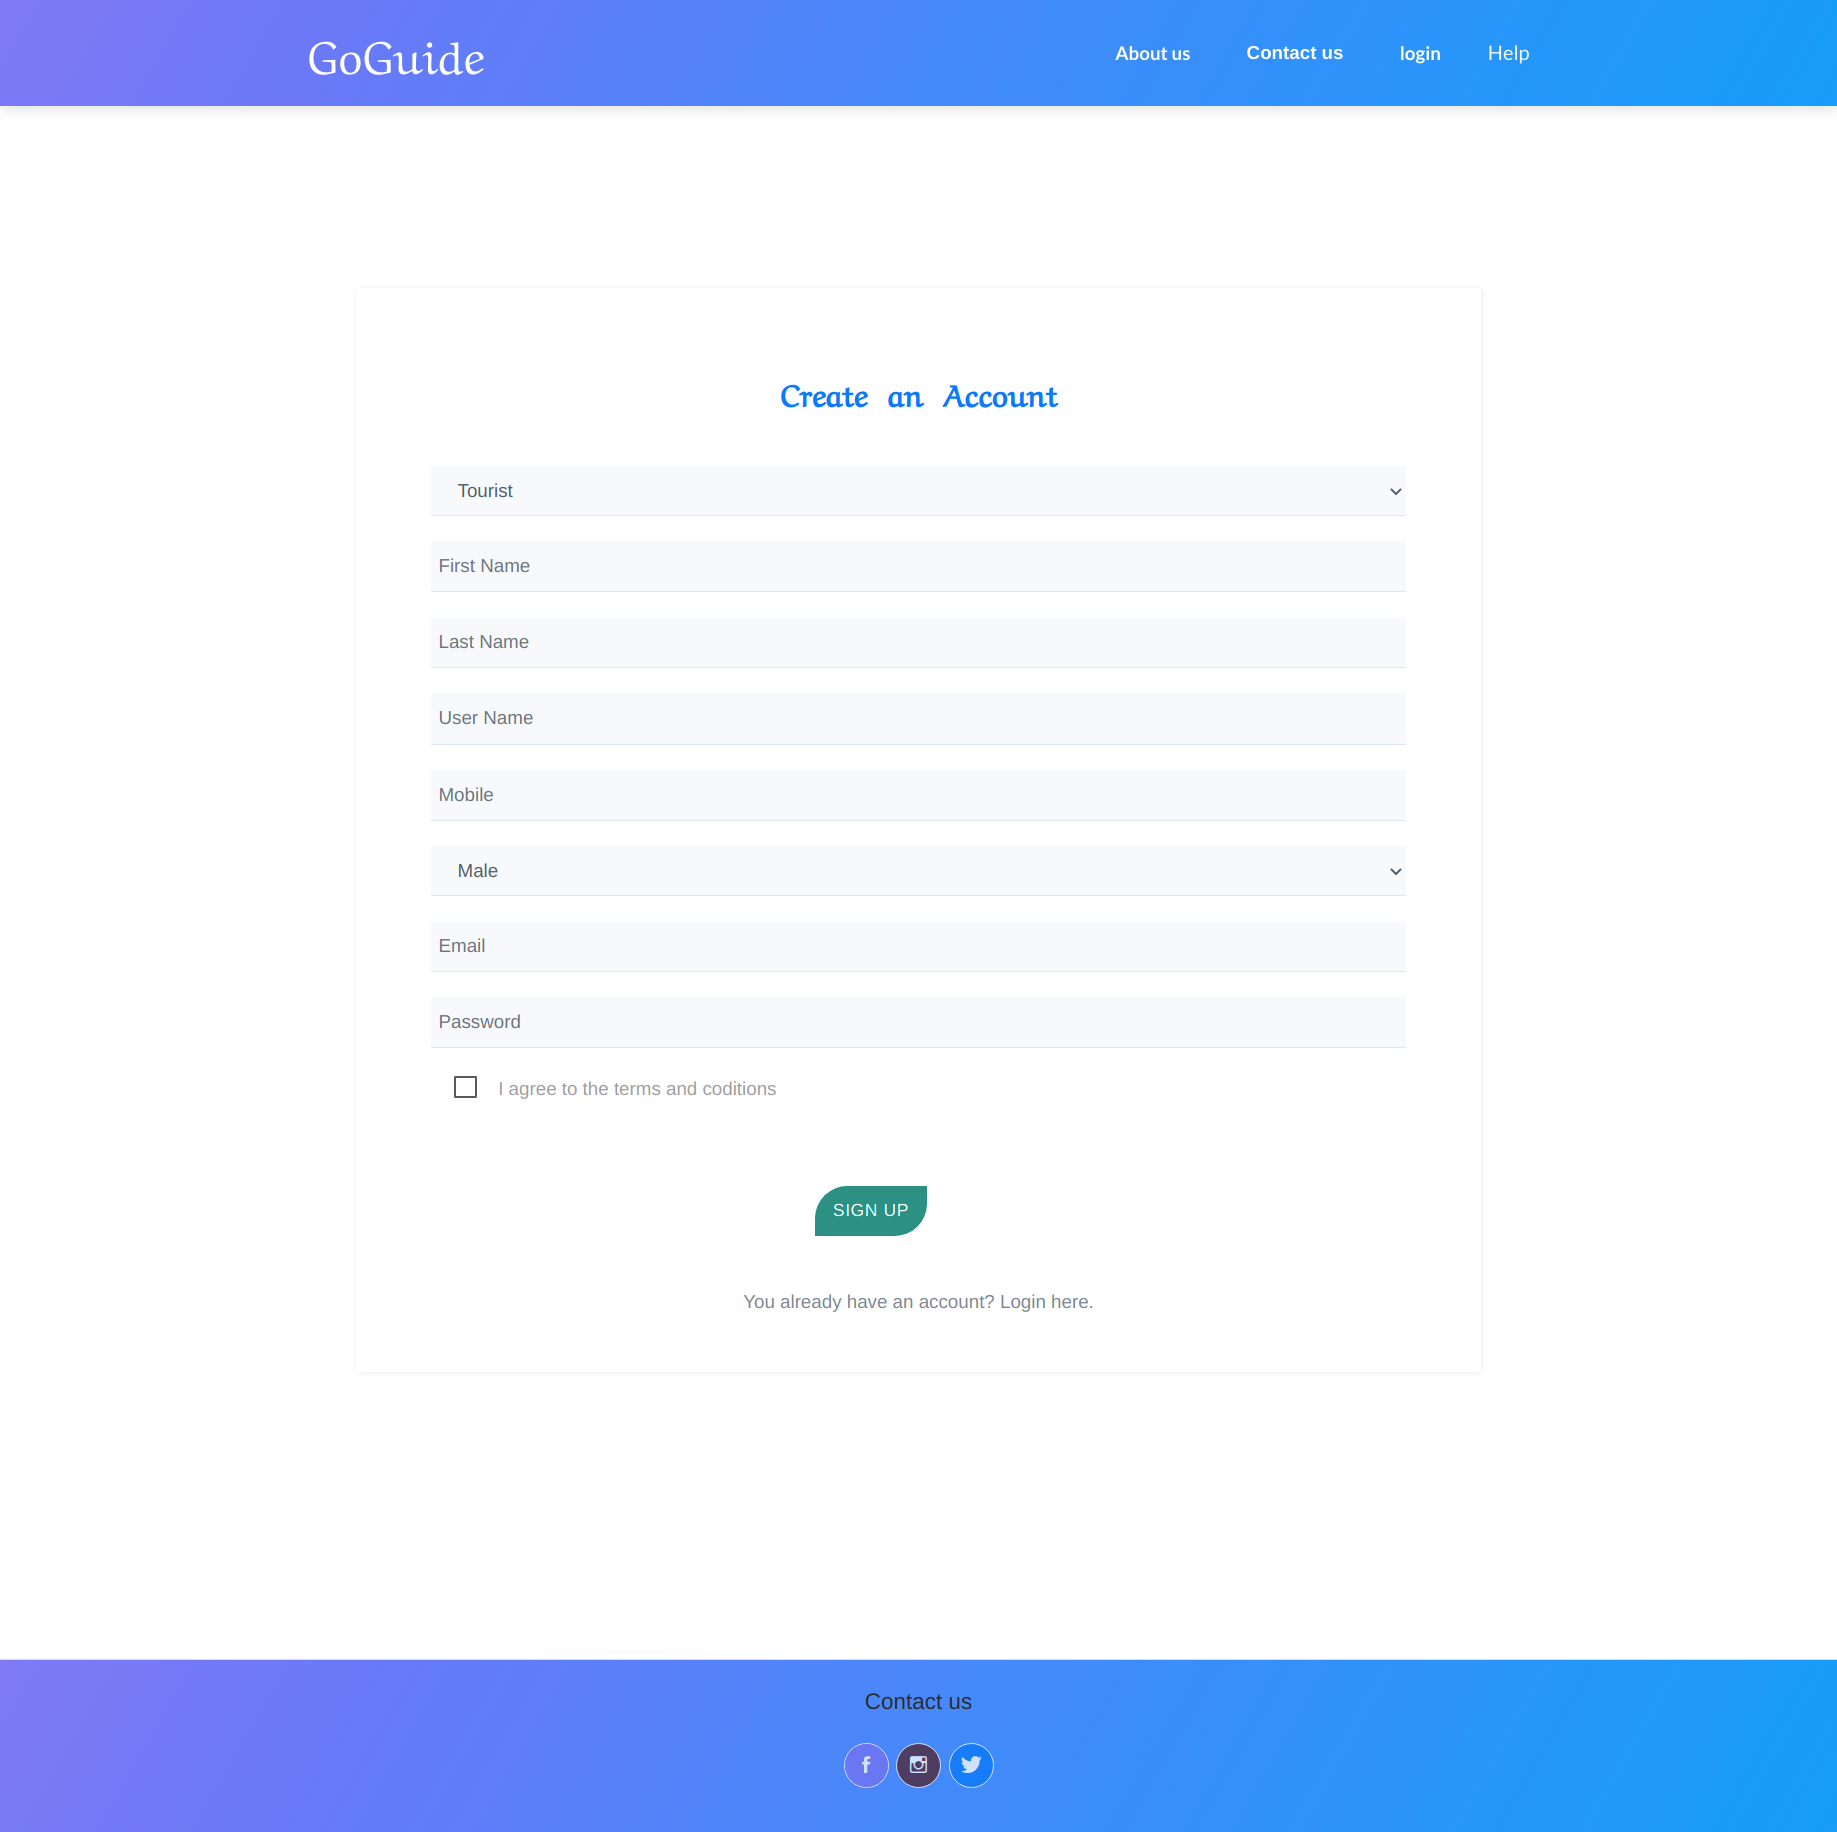 GoGuide
About us
Contact us
login
Help
Create an Account
Tourist
First Name
Last Name
User Name
Mobile
Male
Email
Password
I agree to the terms and coditions
SIGN UP
You already have an account? Login here.
Contact us